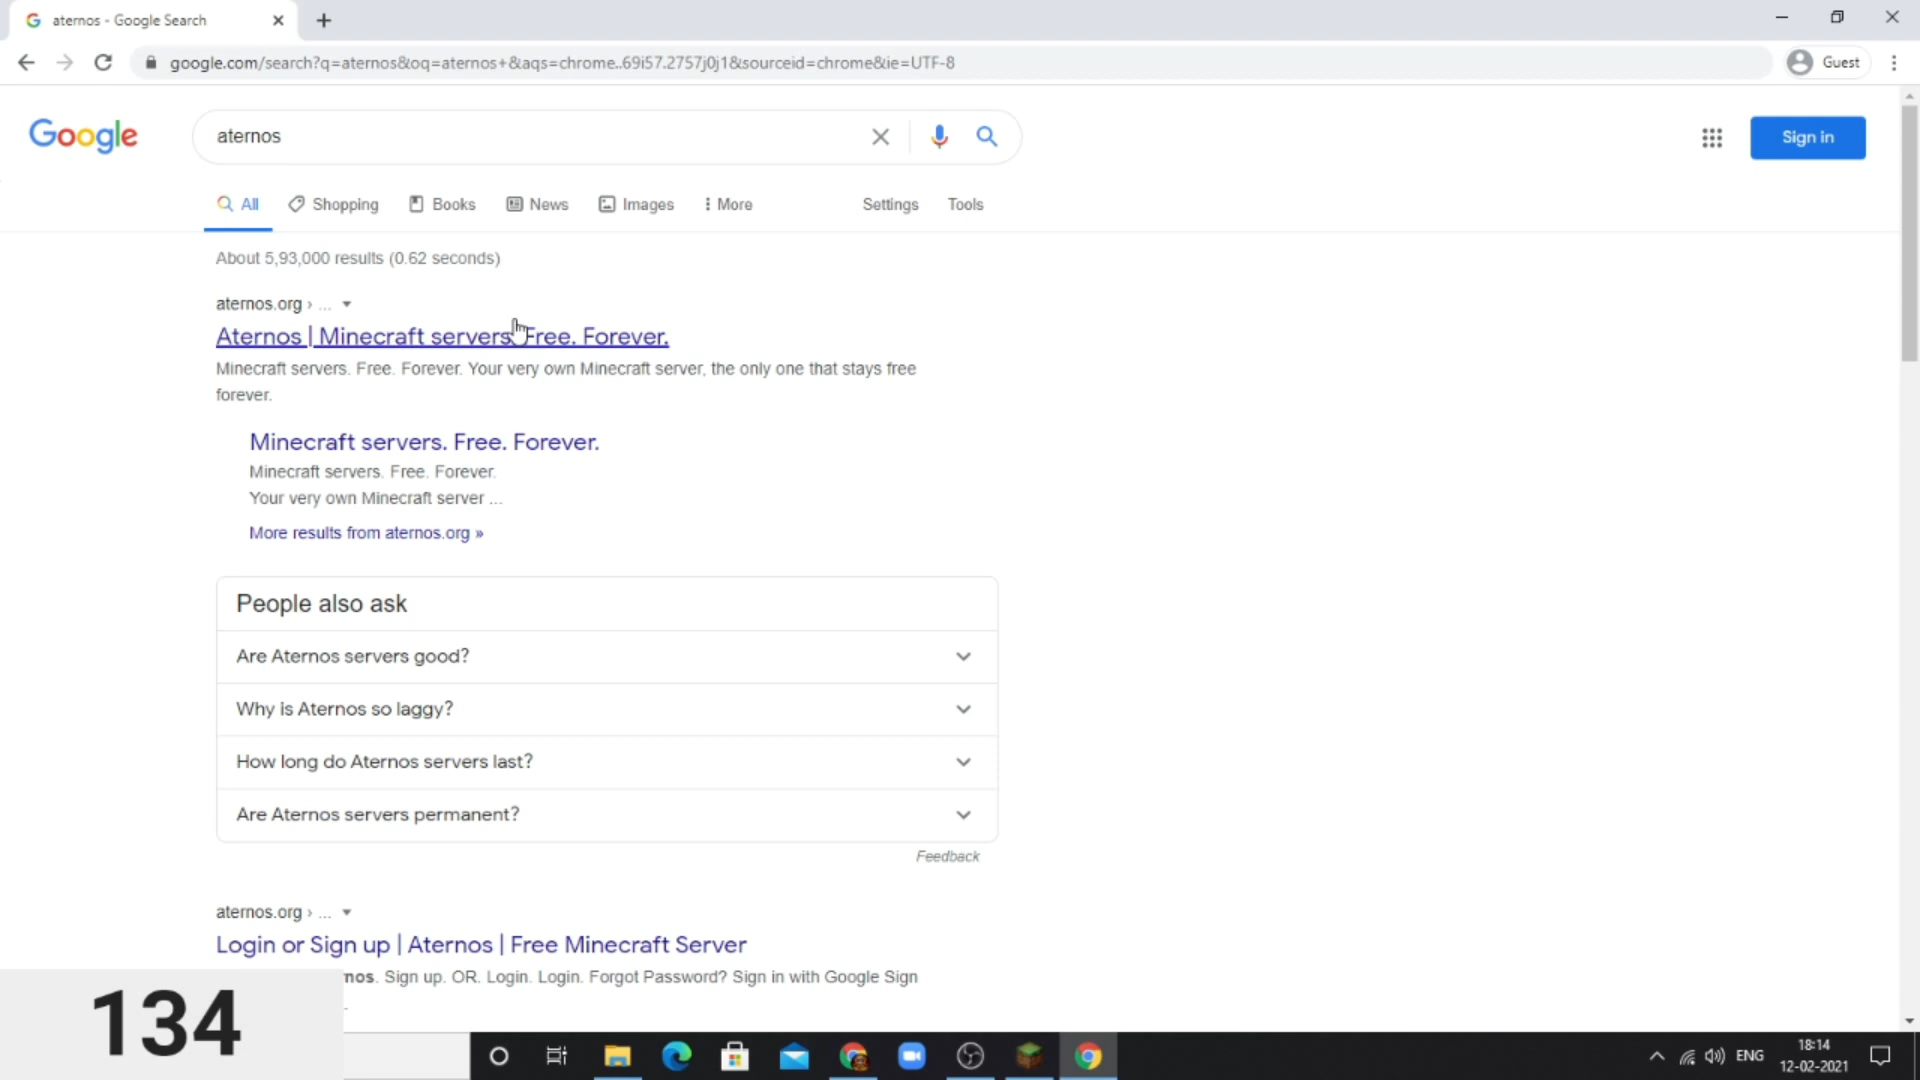 aternos - Google Search
google.com/search?q=aternos&oq=aternos+&aqs=chrome..69i57.2757j0j1&sourceid=chrome&ie=UTF-8
Guest
Google
aternos
Sign in
All
Shopping
Books
News
Images
More
Settings
Tools
About 5,93,000 results (0.62 seconds)
aternos.org › ...
Aternos | Minecraft servers. Free. Forever.
Minecraft servers. Free. Forever. Your very own Minecraft server, the only one that stays free
forever.
Minecraft servers. Free. Forever.
Minecraft servers. Free. Forever.
Your very own Minecraft server ...
More results from aternos.org »
People also ask
Are Aternos servers good?
Why is Aternos so laggy?
How long do Aternos servers last?
Are Aternos servers permanent?
Feedback
aternos.org › ...
Login or Sign up | Aternos | Free Minecraft Server
nos. Sign up. OR. Login. Login. Forgot Password? Sign in with Google Sign
134
ENG
18:14
12-02-2021